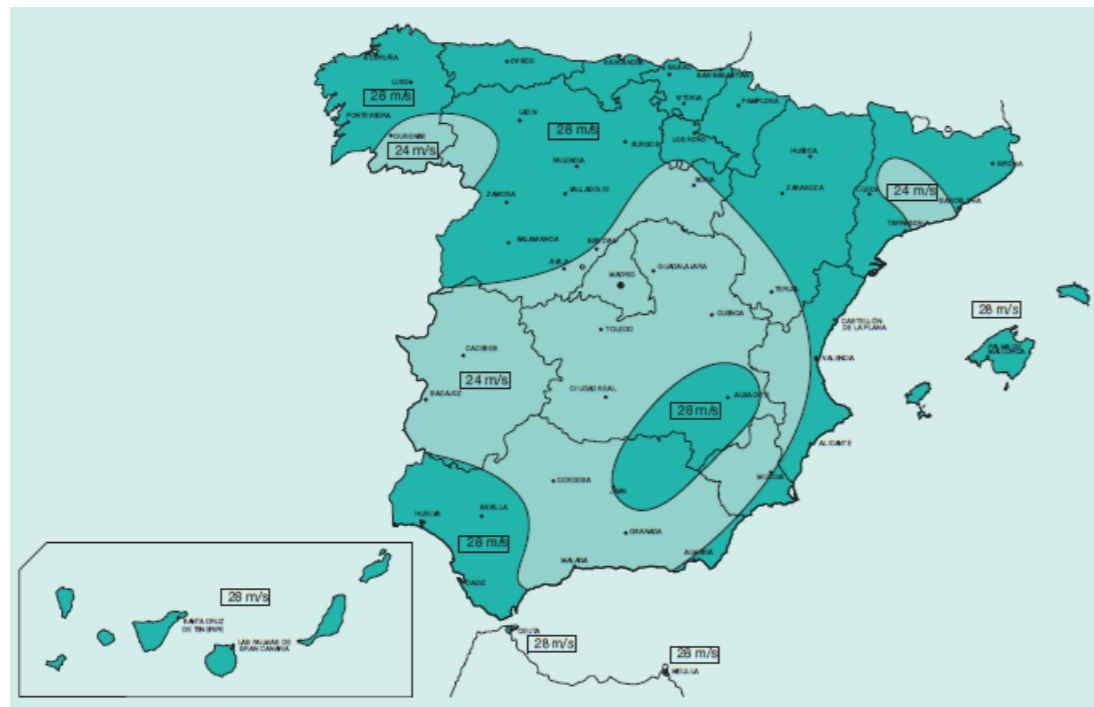 A CORUÑA
LUGO
28 m/s
PONTEVEDRA
OURENSE
24 m/s
OVIEDO
SANTANDER
BILBAO
SAN SEBASTIAN
VITORIA
PAMPLONA
LEON
28 m/s
BURGOS
LOGROÑO
PALENCIA
HUESCA
GIRONA
ZAMORA
VALLADOLID
SORIA
ZARAGOZA
LLEIDA
24 m/s
BARCELONA
TARRAGONA
SALAMANCA
SEGOVIA
AVILA
MADRID
GUADALAJARA
TERUEL
CUENCA
TOLEDO
CASTELLÓN
DE LA PLANA
28 m/s
PALMA DE
MALLORCA
VALENCIA
CACERES
24 m/s
BADAJOZ
CIUDAD REAL
ALBACETE
28 m/s
ALICANTE
MURCIA
CORDOBA
JAEN
HUELVA
SEVILLA
28 m/s
GRANADA
MALAGA
ALMERIA
CADIZ
28 m/s
SANTA CRUZ
DE TENERIFE
LAS PALMAS DE
GRAN CANARIA
CEUTA
28 m/s
28 m/s
MELILLA